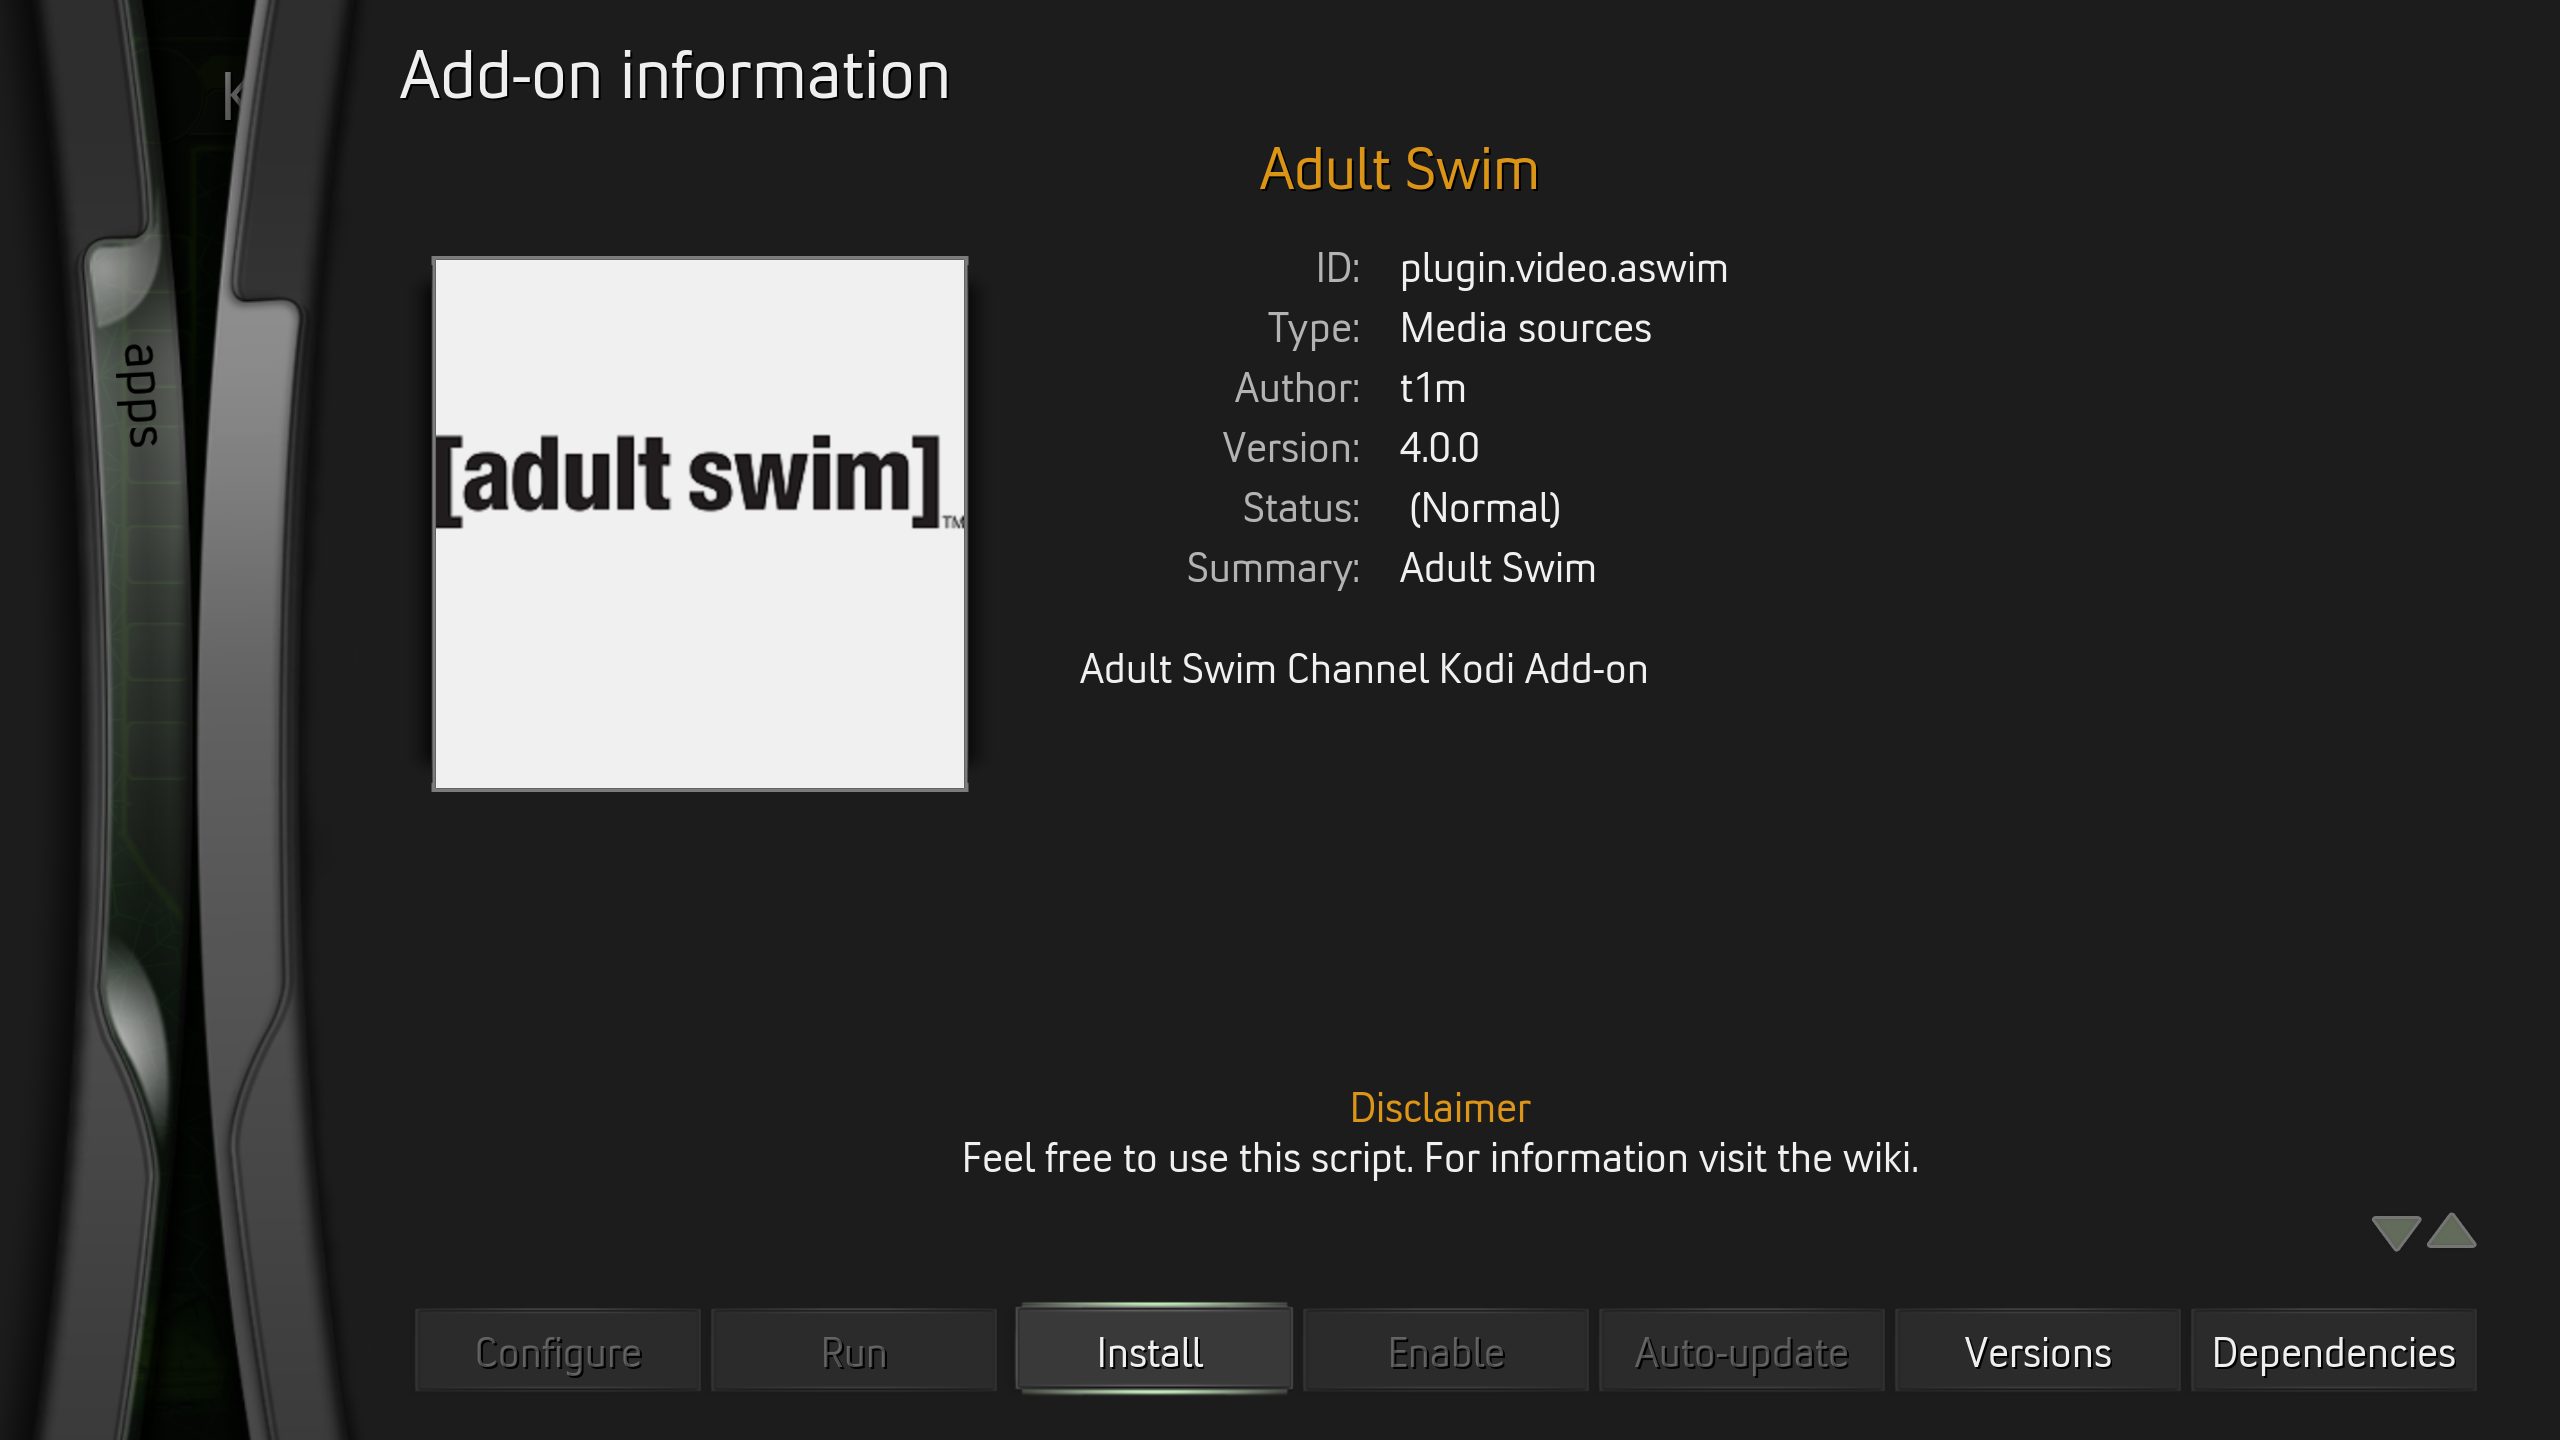 K
Add-on information
Adult Swim
apps
[adult swim]™
ID: plugin.video.aswim
Type: Media sources
Author: t1m
Version: 4.0.0
Status: (Normal)
Summary: Adult Swim
Adult Swim Channel Kodi Add-on
Disclaimer
Feel free to use this script. For information visit the wiki.
Configure Run Install Enable Auto-update Versions Dependencies